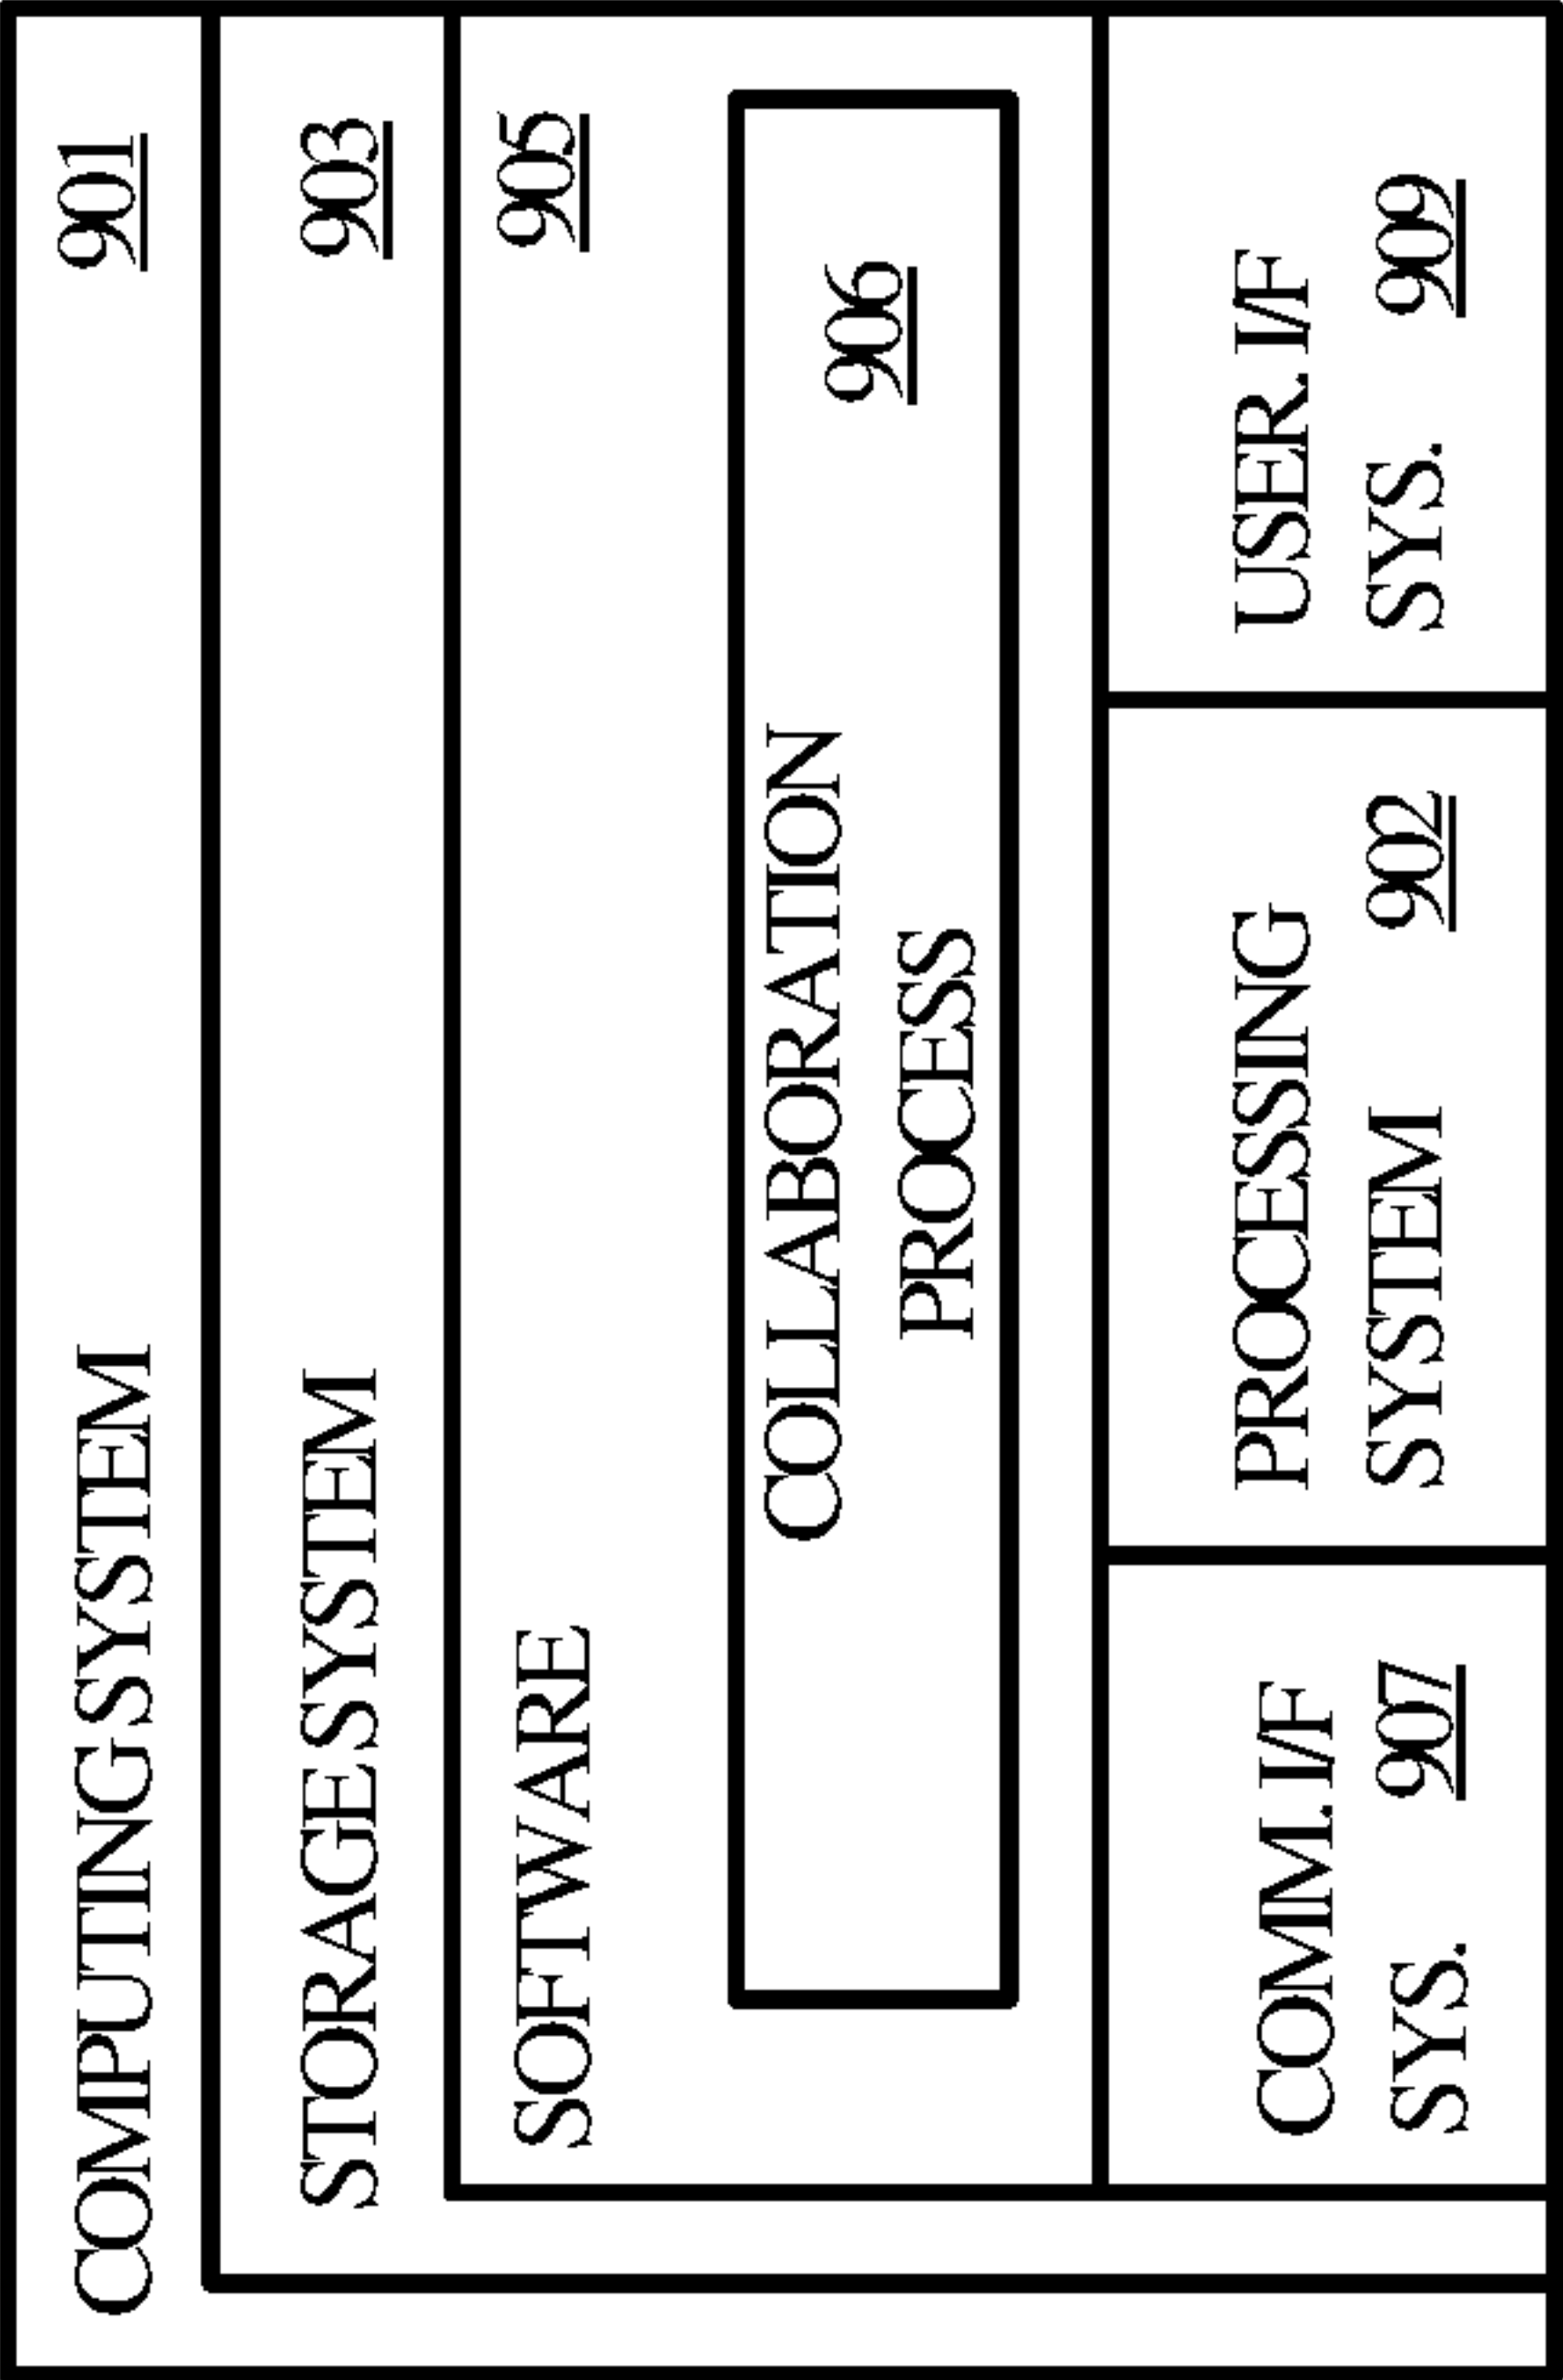 COMPUTING SYSTEM 901
STORAGE SYSTEM 903
SOFTWARE 905
COLLABORATION
PROCESS
906
COMM. I/F
SYS. 907
PROCESSING
SYSTEM 902
USER. I/F
SYS. 909